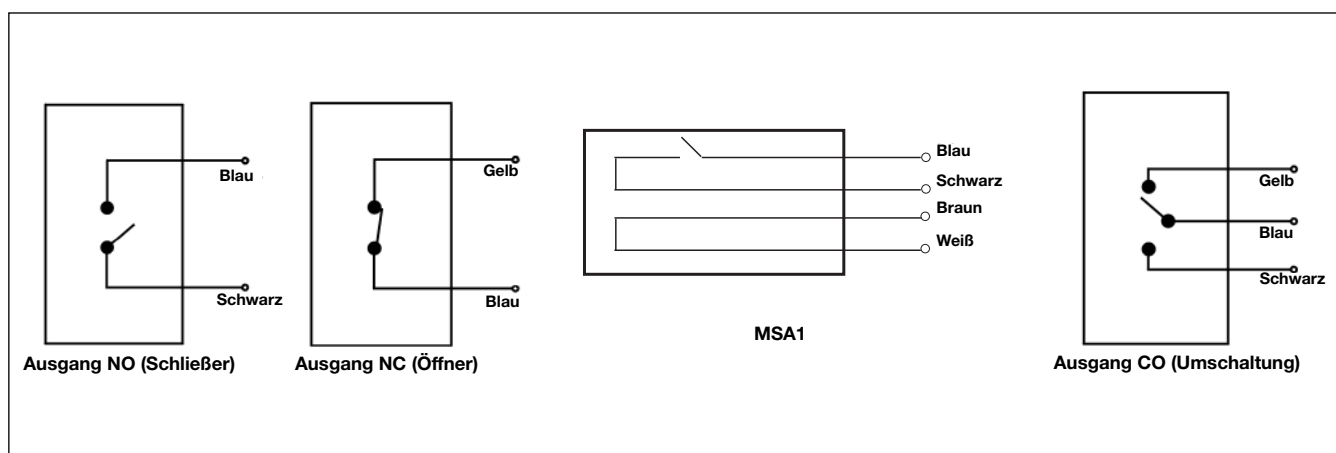 Blau
Schwarz
Ausgang NO (Schließer)
Gelb
Blau
Ausgang NC (Öffner)
Blau
Schwarz
Braun
Weiß
MSA1
Gelb
Blau
Schwarz
Ausgang CO (Umschaltung)